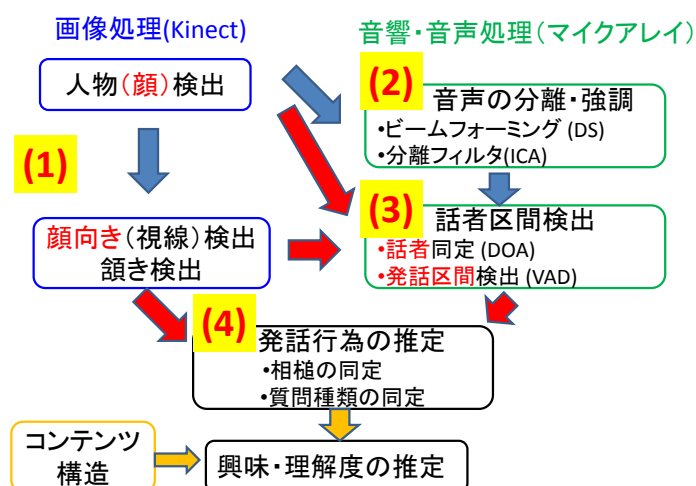 画像処理(Kinect)
音響・音声処理(マイクアレイ)
人物(顔)検出
(2)
音声の分離・強調
•ビームフォーミング (DS)
•分離フィルタ(ICA)
(1)
(3)
話者区間検出
•話者同定 (DOA)
•発話区間検出 (VAD)
顔向き(視線)検出
頷き検出
(4)
発話行為の推定
•相槌の同定
•質問種類の同定
コンテンツ
構造
興味・理解度の推定